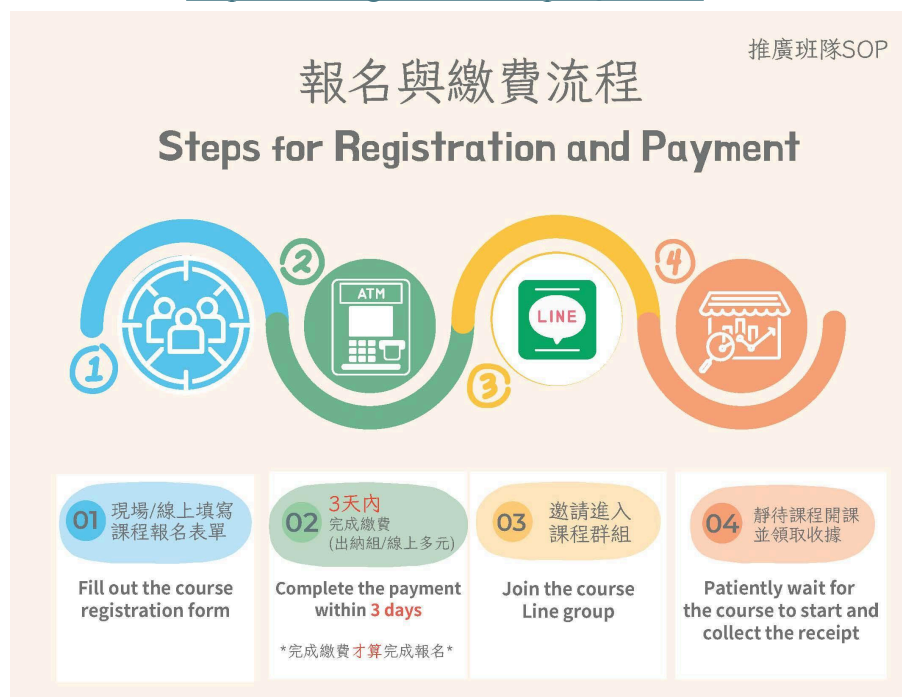 推廣班隊SOP
報名與繳費流程
Steps for Registration and Payment
1
2
ATM
LINE
3
4
01 現場/線上填寫
課程報名表單
Fill out the course
registration form
02 3天內
完成繳費
(出納組/線上多元)
Complete the payment
within 3 days
*完成繳費才算完成報名*
03 邀請進入
課程群組
Join the course
Line group
04 靜待課程開課
並領取收據
Patiently wait for
the course to start and
collect the receipt